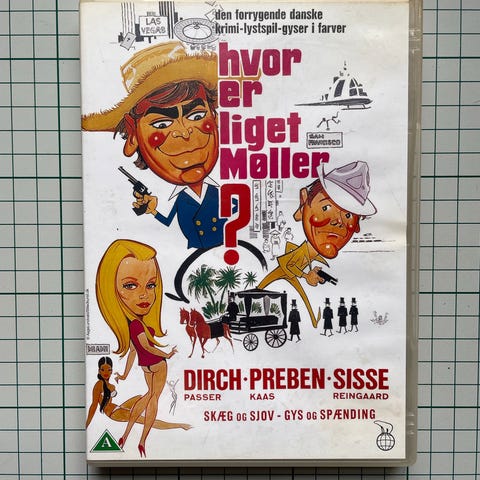 LAS VEGAS
den forrygende danske
krimi-lystspil-gyser i farver
hvor
er
liget
Møller
?
SAN
FRANCISCO
MIAMI
DIRCH · PREBEN · SISSE
PASSER KAAS REINGAARD
SKÆG OG SJOV - GYS OG SPÆNDING
A